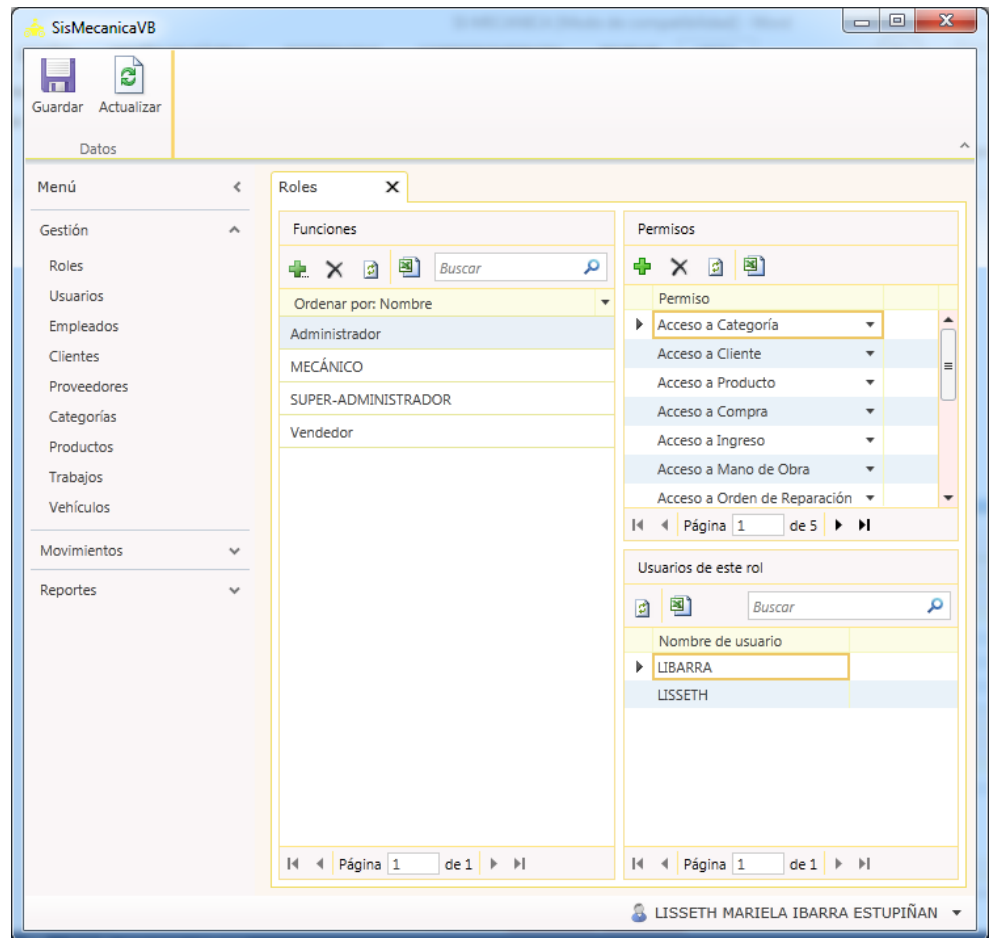 SisMecanicaVB
Guardar Actualizar
Datos
Menú
Gestión
Roles
Usuarios
Empleados
Clientes
Proveedores
Categorías
Productos
Trabajos
Vehículos
Movimientos
Reportes
Roles
Funciones
Buscar
Ordenar por: Nombre
Administrador
MECÁNICO
SUPER-ADMINISTRADOR
Vendedor
Página 1 de 1
Permisos
Permiso
Acceso a Categoría
Acceso a Cliente
Acceso a Producto
Acceso a Compra
Acceso a Ingreso
Acceso a Mano de Obra
Acceso a Orden de Reparación
Página 1 de 5
Usuarios de este rol
Buscar
Nombre de usuario
LIBARRA
LISSETH
Página 1 de 1
LISSETH MARIELA IBARRA ESTUPIÑAN